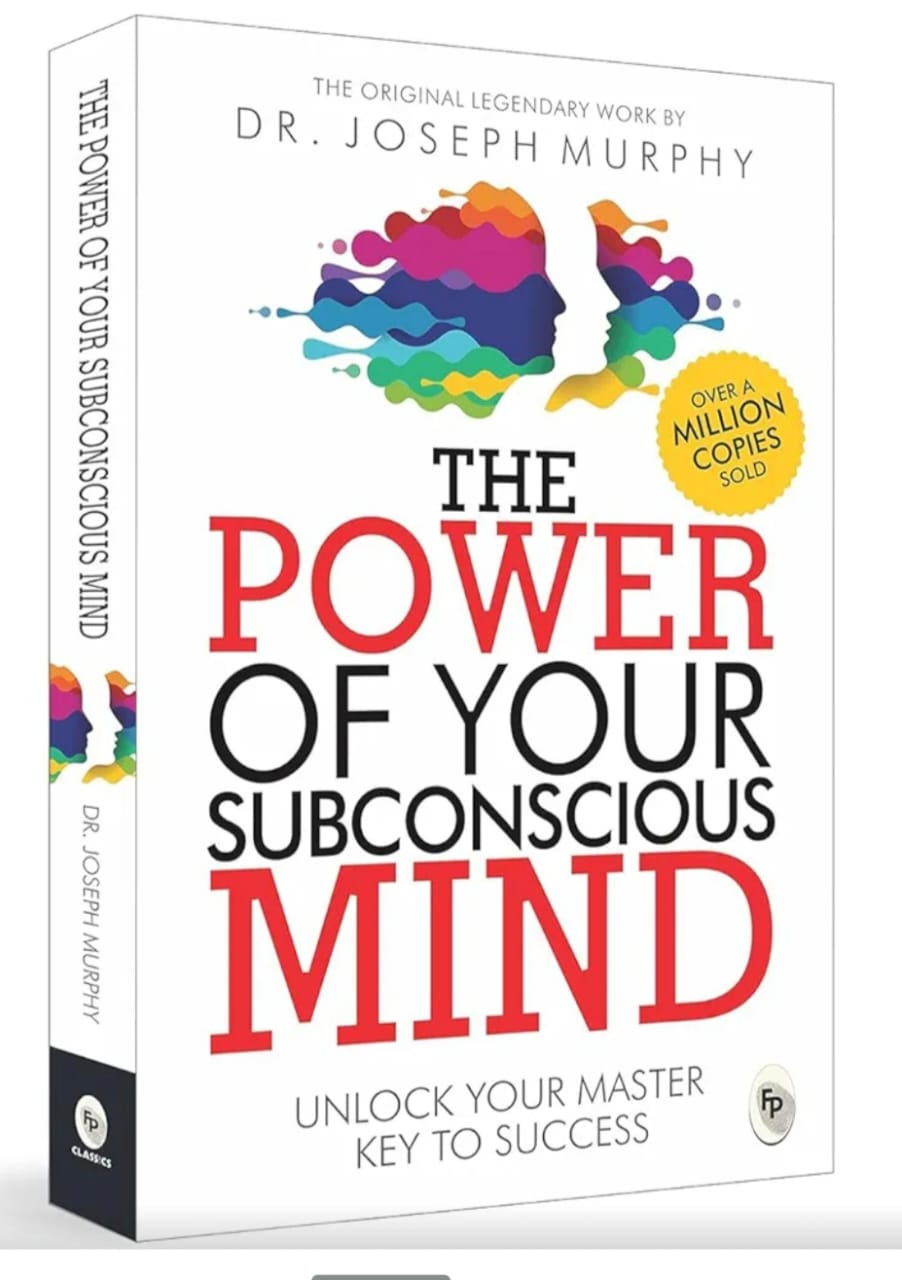 THE POWER OF YOUR SUBCONSCIOUS MIND
DR. JOSEPH MURPHY
FP
CLASSICS
THE ORIGINAL LEGENDARY WORK BY
DR. JOSEPH MURPHY
OVER A
MILLION
COPIES
SOLD
THE
POWER
OF YOUR
SUBCONSCIOUS
MIND
UNLOCK YOUR MASTER
KEY TO SUCCESS
FP